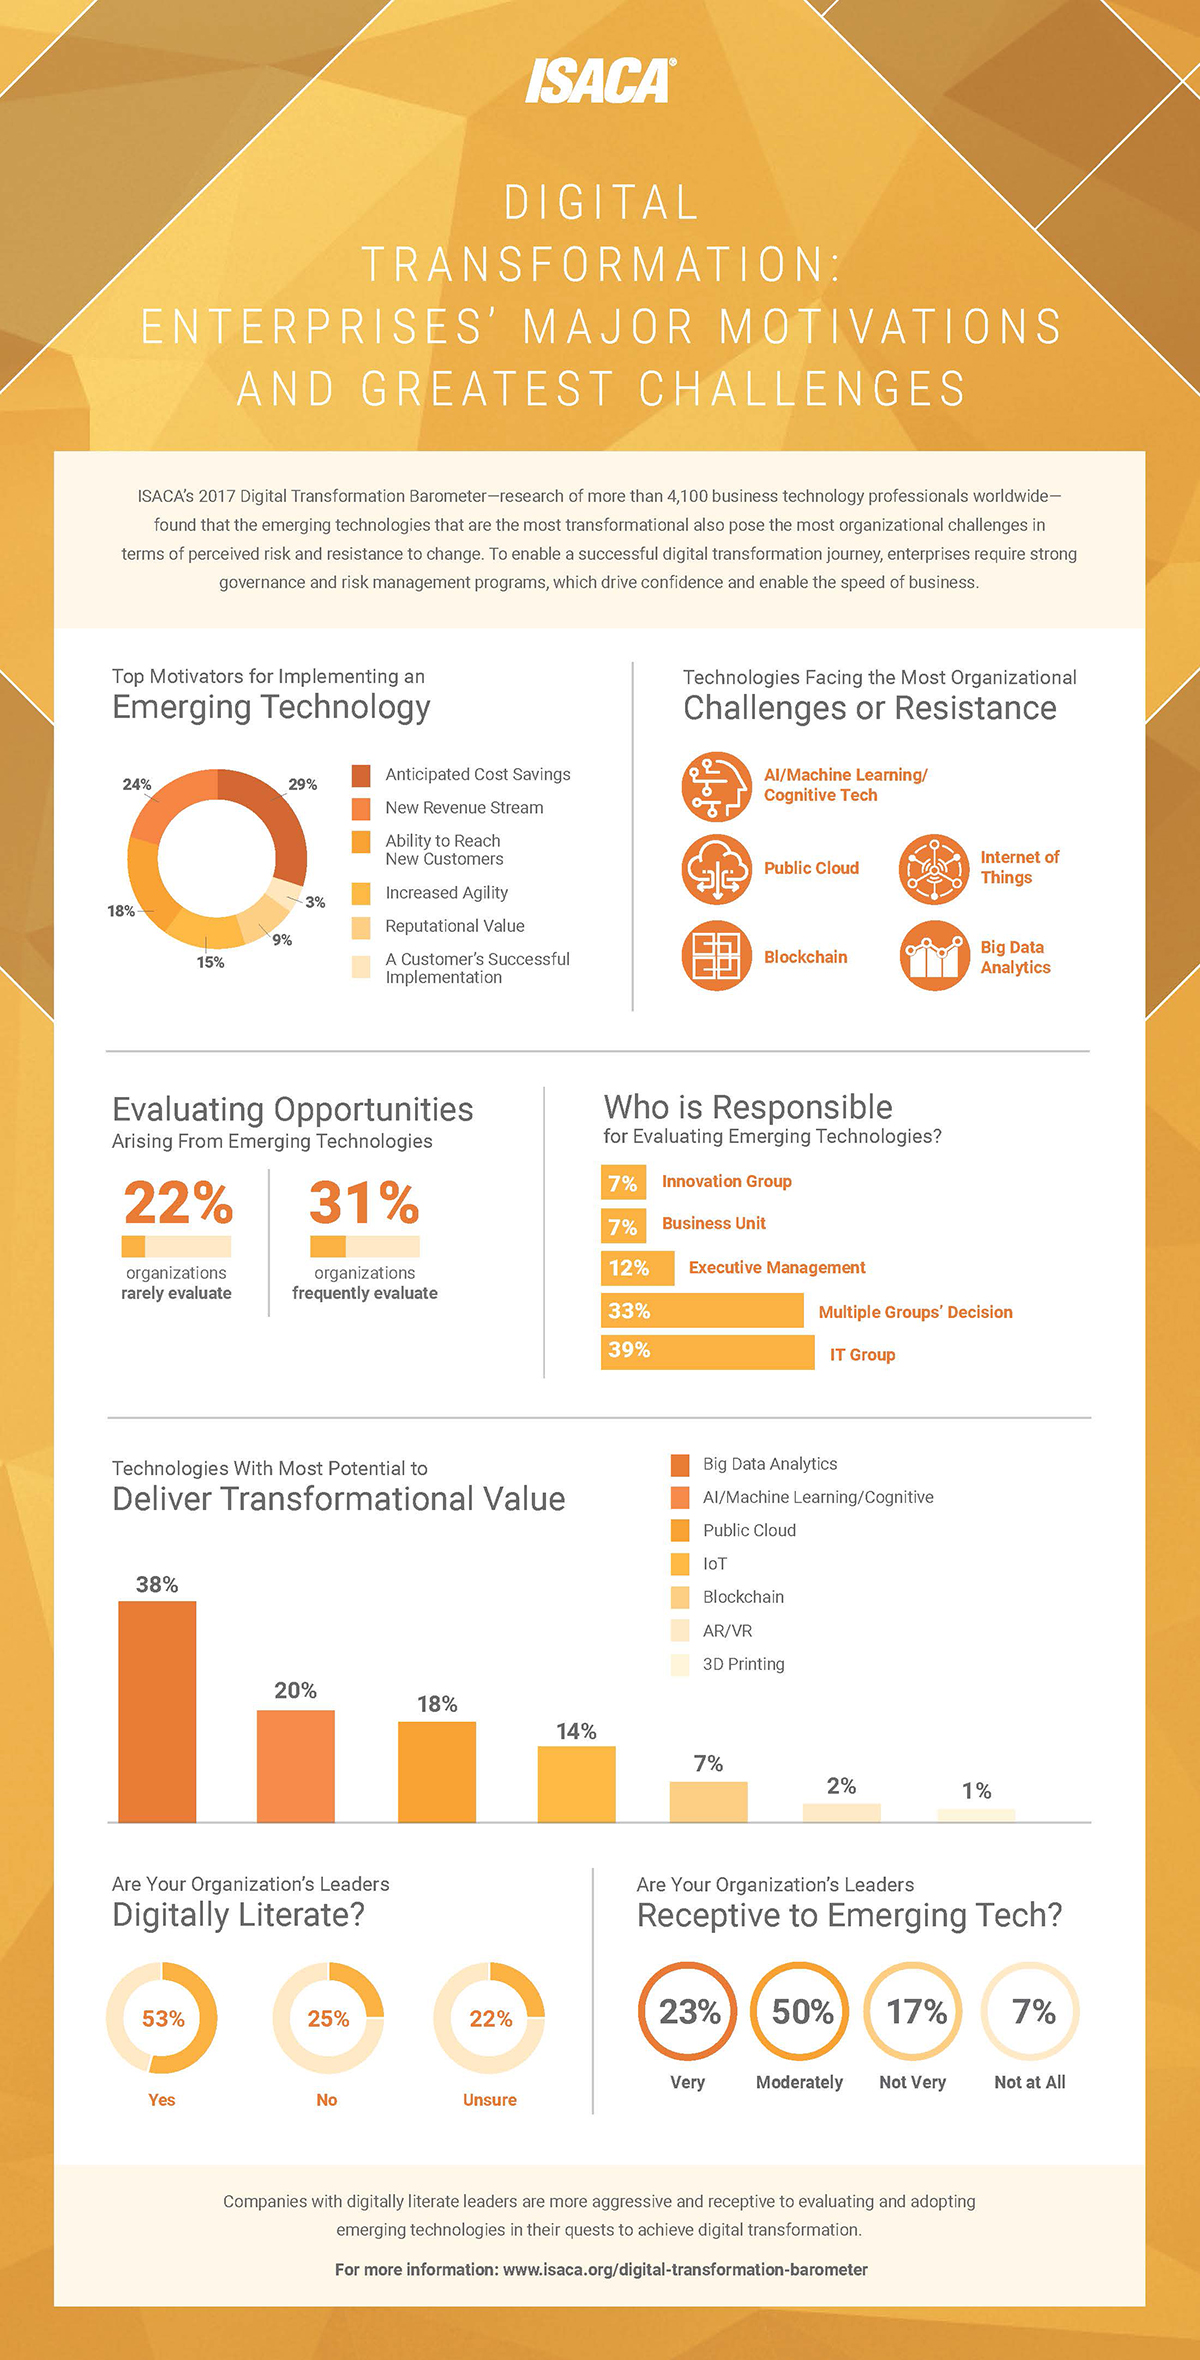 ISACA®
DIGITAL
TRANSFORMATION:
ENTERPRISES’ MAJOR MOTIVATIONS
AND GREATEST CHALLENGES
ISACA’s 2017 Digital Transformation Barometer—research of more than 4,100 business technology professionals worldwide—
found that the emerging technologies that are the most transformational also pose the most organizational challenges in
terms of perceived risk and resistance to change. To enable a successful digital transformation journey, enterprises require strong
governance and risk management programs, which drive confidence and enable the speed of business.
Top Motivators for Implementing an
Emerging Technology
24%
29%
18%
3%
9%
15%
Anticipated Cost Savings
New Revenue Stream
Ability to Reach
New Customers
Increased Agility
Reputational Value
A Customer’s Successful
Implementation
Technologies Facing the Most Organizational
Challenges or Resistance
AI/Machine Learning/
Cognitive Tech
Public Cloud
Internet of
Things
Blockchain
Big Data
Analytics
Evaluating Opportunities
Arising From Emerging Technologies
22%
organizations
rarely evaluate
31%
organizations
frequently evaluate
Who is Responsible
for Evaluating Emerging Technologies?
7% Innovation Group
7% Business Unit
12% Executive Management
33% Multiple Groups’ Decision
39% IT Group
Technologies With Most Potential to
Deliver Transformational Value
Big Data Analytics
AI/Machine Learning/Cognitive
Public Cloud
IoT
Blockchain
AR/VR
3D Printing
38%
20%
18%
14%
7%
2%
1%
Are Your Organization’s Leaders
Digitally Literate?
53%
Yes
25%
No
22%
Unsure
Are Your Organization’s Leaders
Receptive to Emerging Tech?
23%
Very
50%
Moderately
17%
Not Very
7%
Not at All
Companies with digitally literate leaders are more aggressive and receptive to evaluating and adopting
emerging technologies in their quests to achieve digital transformation.
For more information: www.isaca.org/digital-transformation-barometer